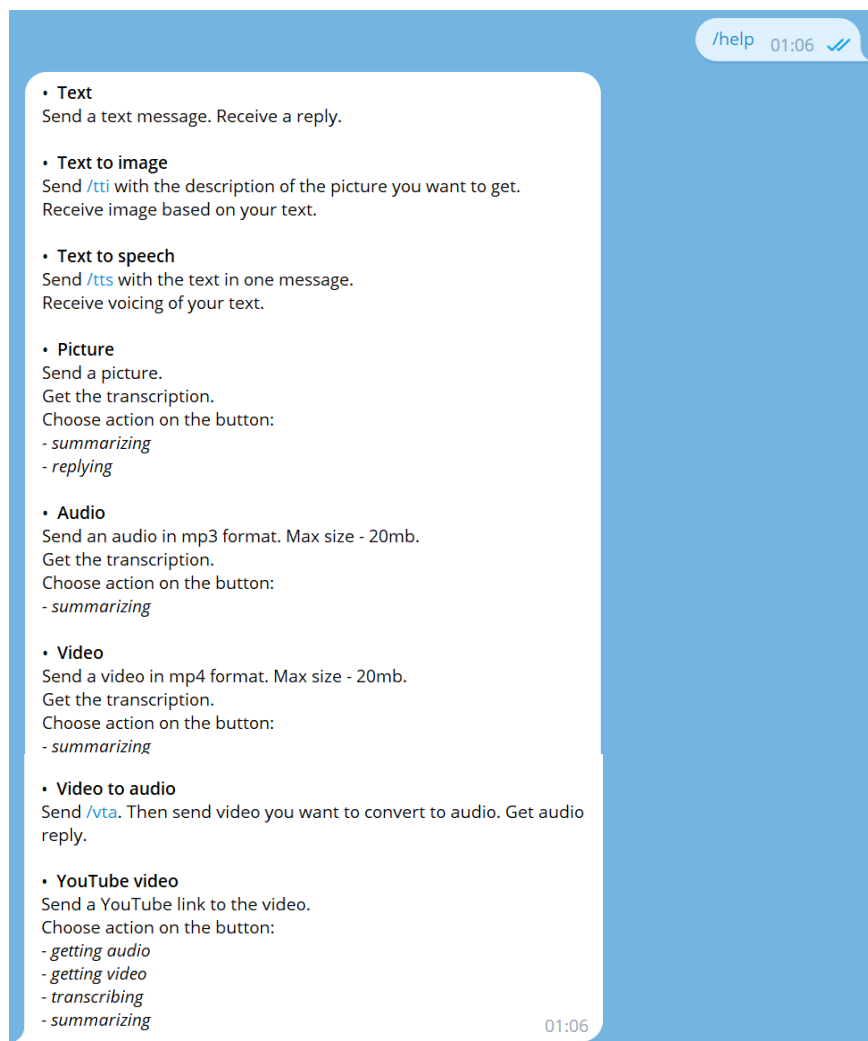 /help 01:06
• Text
Send a text message. Receive a reply.
• Text to image
Send /tti with the description of the picture you want to get.
Receive image based on your text.
• Text to speech
Send /tts with the text in one message.
Receive voicing of your text.
• Picture
Send a picture.
Get the transcription.
Choose action on the button:
- summarizing
- replying
• Audio
Send an audio in mp3 format. Max size - 20mb.
Get the transcription.
Choose action on the button:
- summarizing
• Video
Send a video in mp4 format. Max size - 20mb.
Get the transcription.
Choose action on the button:
- summarizing
• Video to audio
Send /vta. Then send video you want to convert to audio. Get audio
reply.
• YouTube video
Send a YouTube link to the video.
Choose action on the button:
- getting audio
- getting video
- transcribing
- summarizing
01:06